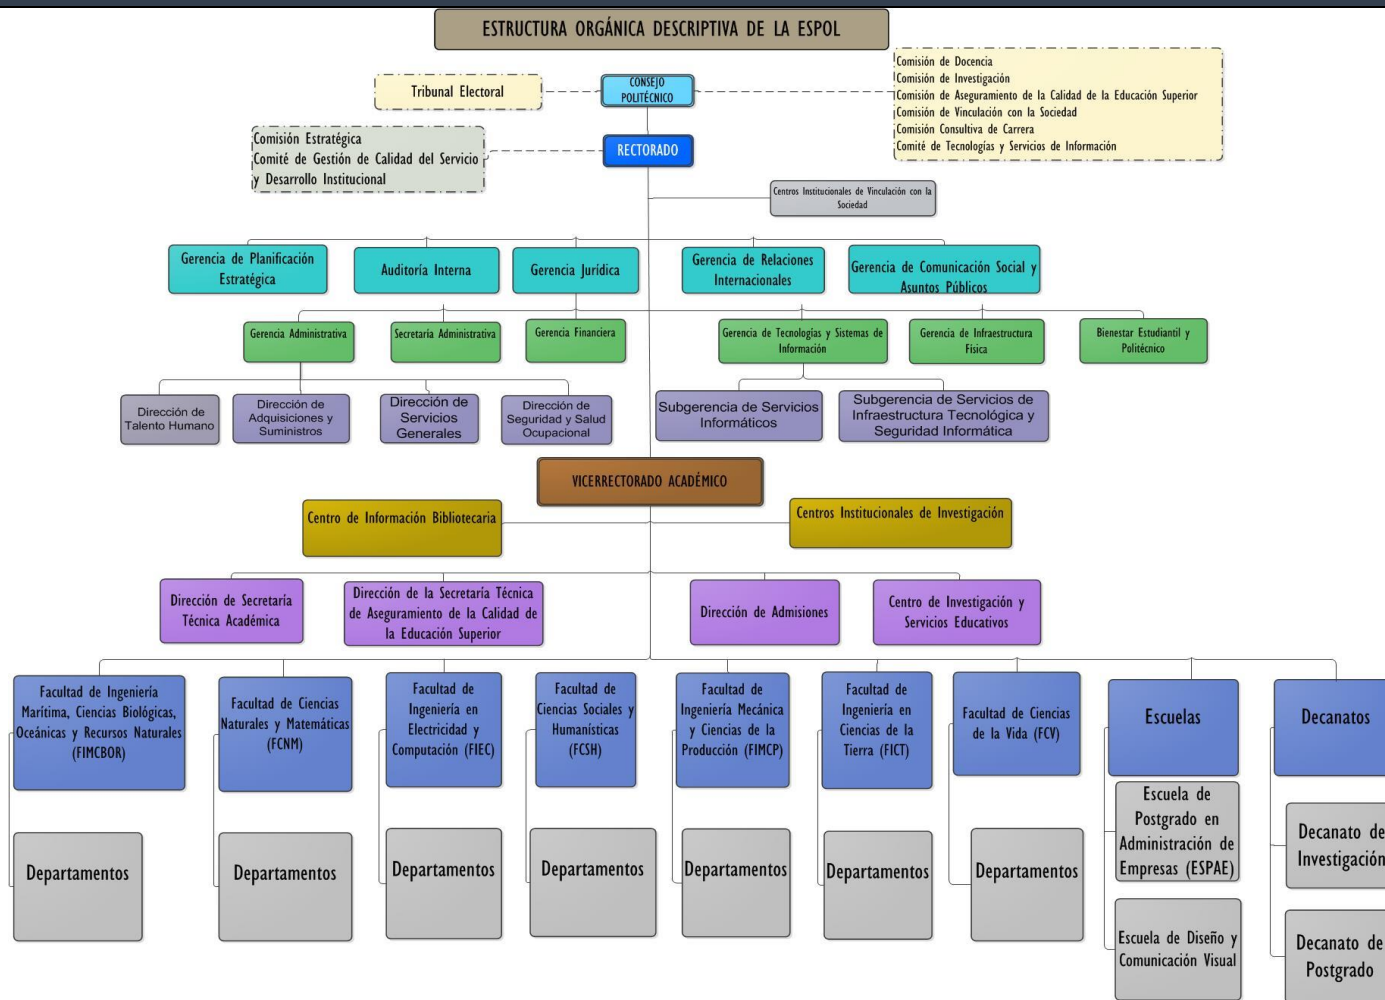 ESTRUCTURA ORGÁNICA DESCRIPTIVA DE LA ESPOL
Tribunal Electoral
CONSEJO
POLITÉCNICO
Comisión de Docencia
Comisión de Investigación
Comisión de Aseguramiento de la Calidad de la Educación Superior
Comisión de Vinculación con la Sociedad
Comisión Consultiva de Carrera
Comité de Tecnologías y Servicios de Información
Comisión Estratégica
Comité de Gestión de Calidad del Servicio
y Desarrollo Institucional
RECTORADO
Centros Institucionales de Vinculación con la
Sociedad
Gerencia de Planificación
Estratégica
Auditoría Interna
Gerencia Jurídica
Gerencia de Relaciones
Internacionales
Gerencia de Comunicación Social y
Asuntos Públicos
Gerencia Administrativa
Secretaría Administrativa
Gerencia Financiera
Gerencia de Tecnologías y Sistemas de
Información
Gerencia de Infraestructura
Física
Bienestar Estudiantil y
Politécnico
Dirección de
Talento Humano
Dirección de
Adquisiciones y
Suministros
Dirección de
Servicios
Generales
Dirección de
Seguridad y Salud
Ocupacional
Subgerencia de Servicios
Informáticos
Subgerencia de Servicios de
Infraestructura Tecnológica y
Seguridad Informática
VICERRECTORADO ACADÉMICO
Centro de Información Bibliotecaria
Centros Institucionales de Investigación
Dirección de Secretaría
Técnica Académica
Dirección de la Secretaría Técnica
de Aseguramiento de la Calidad de
la Educación Superior
Dirección de Admisiones
Centro de Investigación y
Servicios Educativos
Facultad de Ingeniería
Marítima, Ciencias Biológicas,
Oceánicas y Recursos Naturales
(FIMCBOR)
Facultad de Ciencias
Naturales y Matemáticas
(FCNM)
Facultad de
Ingeniería en
Electricidad y
Computación (FIEC)
Facultad de
Ciencias Sociales y
Humanísticas
(FCSH)
Facultad de
Ingeniería Mecánica
y Ciencias de la
Producción (FIMCP)
Facultad de
Ingeniería en
Ciencias de la
Tierra (FICT)
Facultad de Ciencias
de la Vida (FCV)
Escuelas
Decanatos
Departamentos
Departamentos
Departamentos
Departamentos
Departamentos
Departamentos
Departamentos
Escuela de
Postgrado en
Administración de
Empresas (ESPAE)
Decanato de
Investigación
Escuela de Diseño y
Comunicación Visual
Decanato de
Postgrado